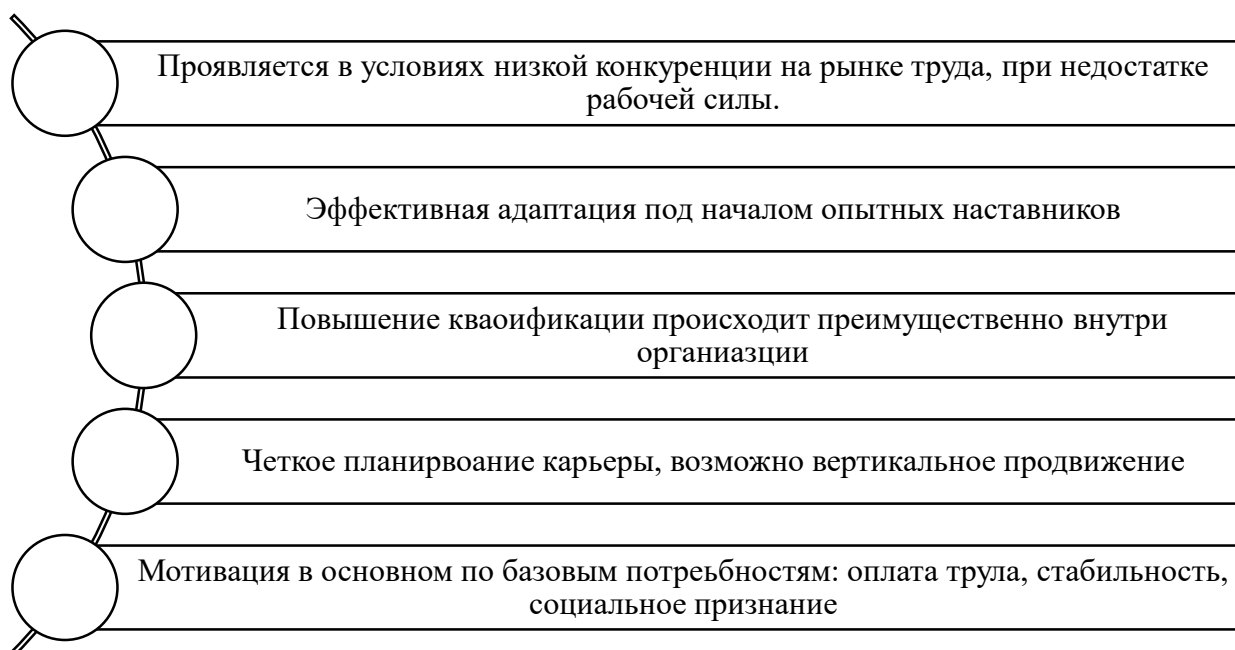 Проявляется в условиях низкой конкуренции на рынке труда, при недостатке
рабочей силы.
Эффективная адаптация под началом опытных наставников
Повышение кваоификации происходит преимущественно внутри
органиазции
Четкое планирвоание карьеры, возможно вертикальное продвижение
Мотивация в основном по базовым потреьбностям: оплата трула, стабильность,
социальное признание